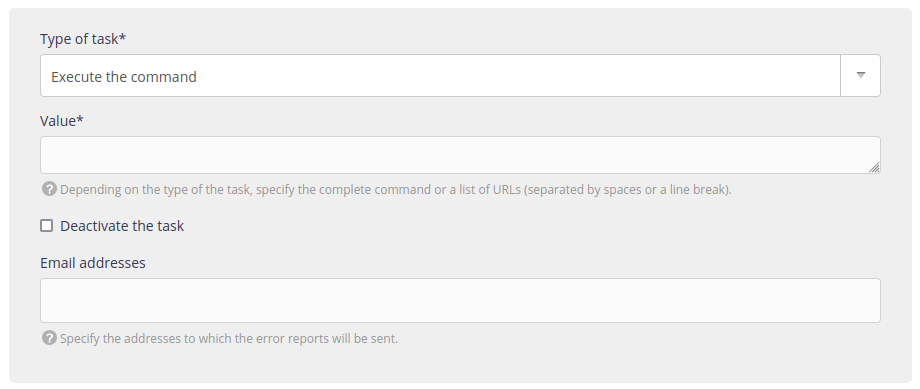 Type of task*
Execute the command
Value*
Depending on the type of the task, specify the complete command or a list of URLs (separated by spaces or a line break).
Deactivate the task
Email addresses
Specify the addresses to which the error reports will be sent.